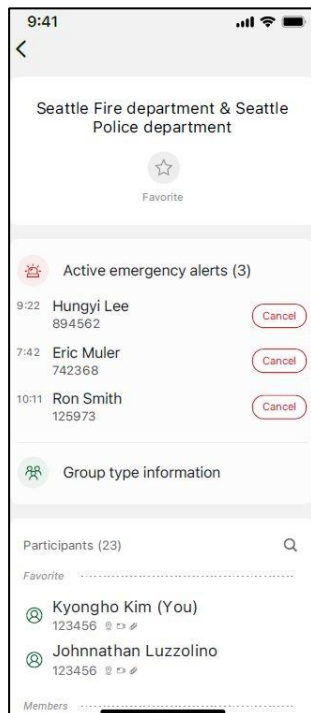 9:41
Seattle Fire department & Seattle
Police department
Favorite
Active emergency alerts (3)
9:22 Hungyi Lee
894562
Cancel
7:42 Eric Muler
742368
Cancel
10:11 Ron Smith
125973
Cancel
Group type information
Participants (23)
Favorite
Kyongho Kim (You)
123456
Johnnathan Luzzolino
123456
Members